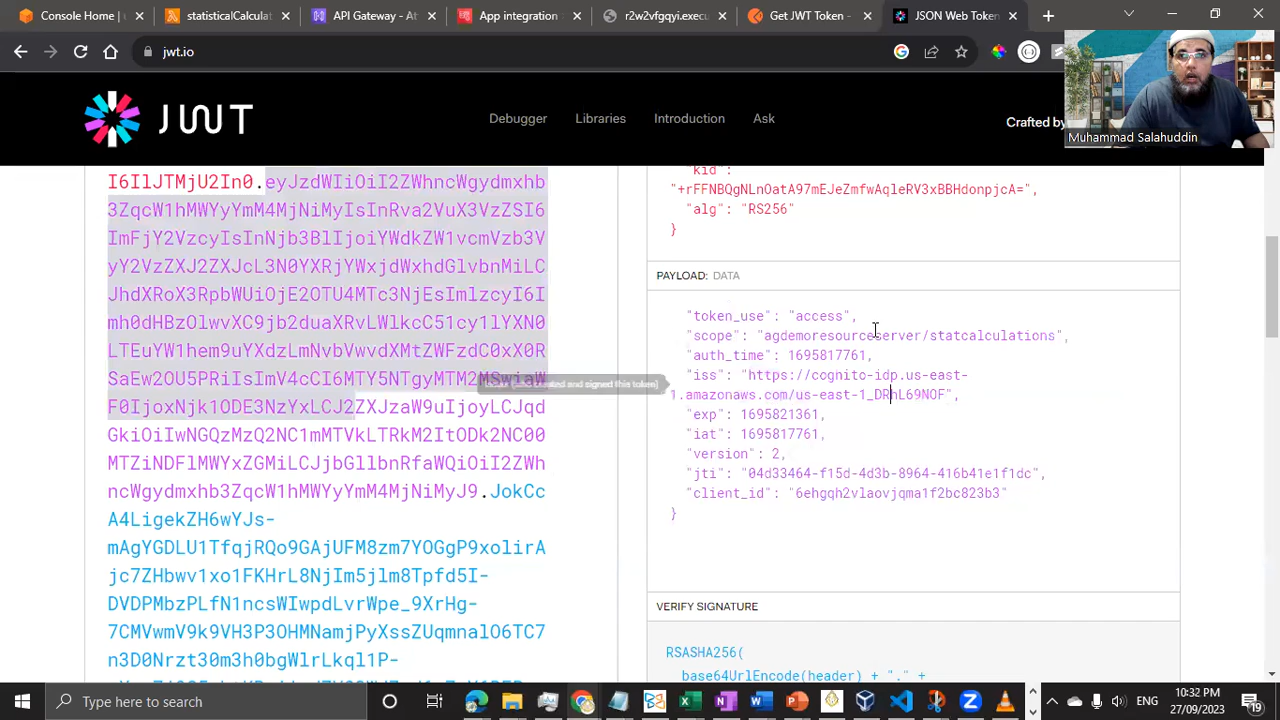 Console Home |
statisticalCalcu
API Gateway - A
App integration
r2w2vfgqyi.execu
Get JWT Token -
JSON Web Token
jwt.io
JWT
Debugger
Libraries
Introduction
Ask
Crafted by
Muhammad Salahuddin
I6IlJTMjU2In0.eyJzdWIiOiI2ZWhncWgydmxhb
3ZqcW1hMWYyYmM4MjNiMyIsInRva2VuX3VzZSI6
ImFjY2VzcyIsInNjb3BlIjoiYWdkZW1vcmVzb3V
yY2VzZXJ2ZXJcL3N0YXRjYWxjdWxhdGlvbnMiLC
JhdXRoX3RpbWUiOjE2OTU4MTc3NjEsImlzcyI6I
mh0dHBzOlwvXC9jb2duaXRvLWlkcC51cy1lYXN0
LTEuYW1hem9uYXdzLmNvbVwvdXMtZWFzdC0xX0R
SaEw2OU5PRiIsImV4cCI6MTY5NTgyMTM2MSwiaW
F0IjoxNjk1ODE3NzYxLCJ2ZXJzaW9uIjoyLCJqd
GkiOiIwNGQzMzQ2NC1mMTVkLTRkM2ItODk2NC00
MTZiNDFlMWYxZGMiLCJjbGllbnRfaWQiOiI2ZWh
ncWgydmxhb3ZqcW1hMWYyYmM4MjNiMyJ9.JokCc
A4LigekZH6wYJs-
mAgYGDLU1TfqjRQo9GAjUFM8zm7YOGgP9xolirA
jc7ZHbwv1xo1FKHrL8NjIm5jlm8Tpfd5I-
DVDPMbzPLfN1ncsWIwpdLvrWpe_9XrHg-
7CMVwmV9k9VH3P3OHMNamjPyXssZUqmnalO6TC7
n3D0Nrzt30m3h0bgWlrLkql1P-
"kid":
"+rFFNBQgNLnOatA97mEJeZmfwAqleRV3xBBHdonpjcA=",
"alg": "RS256"
}
PAYLOAD: DATA
"token_use": "access",
"scope": "agdemoresourceserver/statcalculations",
"auth_time": 1695817761,
"iss": "https://cognito-idp.us-east-
1.amazonaws.com/us-east-1_DRhL69NOF",
"exp": 1695821361,
"iat": 1695817761,
"version": 2,
"jti": "04d33464-f15d-4d3b-8964-416b41e1f1dc",
"client_id": "6ehgqh2vlaovjqma1f2bc823b3"
}
VERIFY SIGNATURE
RSASHA256(
base64UrlEncode(header) + "." +
Type here to search
ENG
10:32 PM
27/09/2023
19